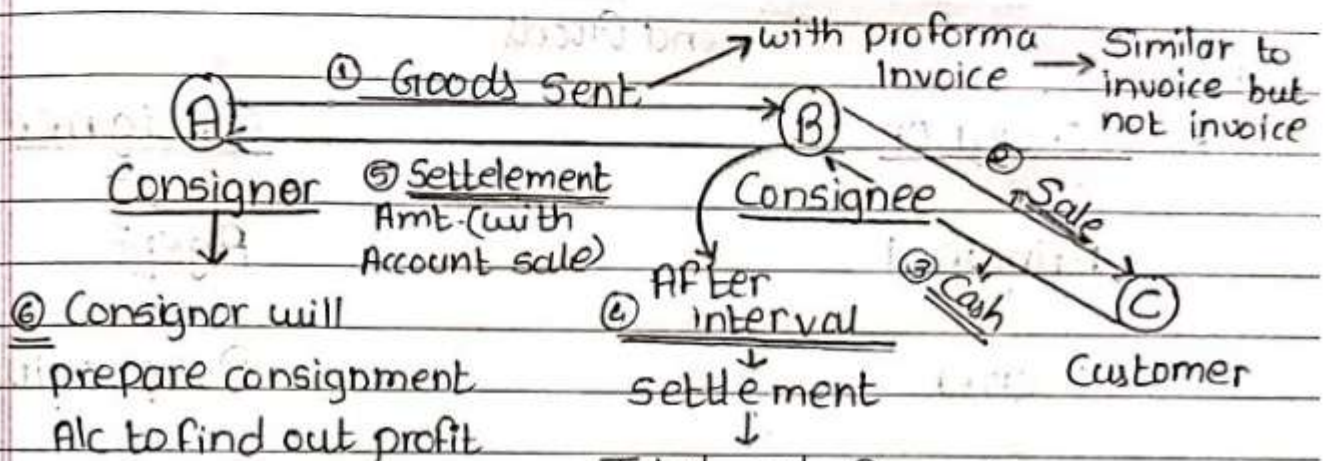 with proforma
Invoice
Similar to
invoice but
not invoice
① Goods Sent
A
B
Consignor
⑤ Settelement
Amt. (with
Account sale)
Consignee
② Sale
③ Cash
C
Customer
After
④ interval
settlement
⑥ Consignor will
prepare consignment
A/c to find out profit